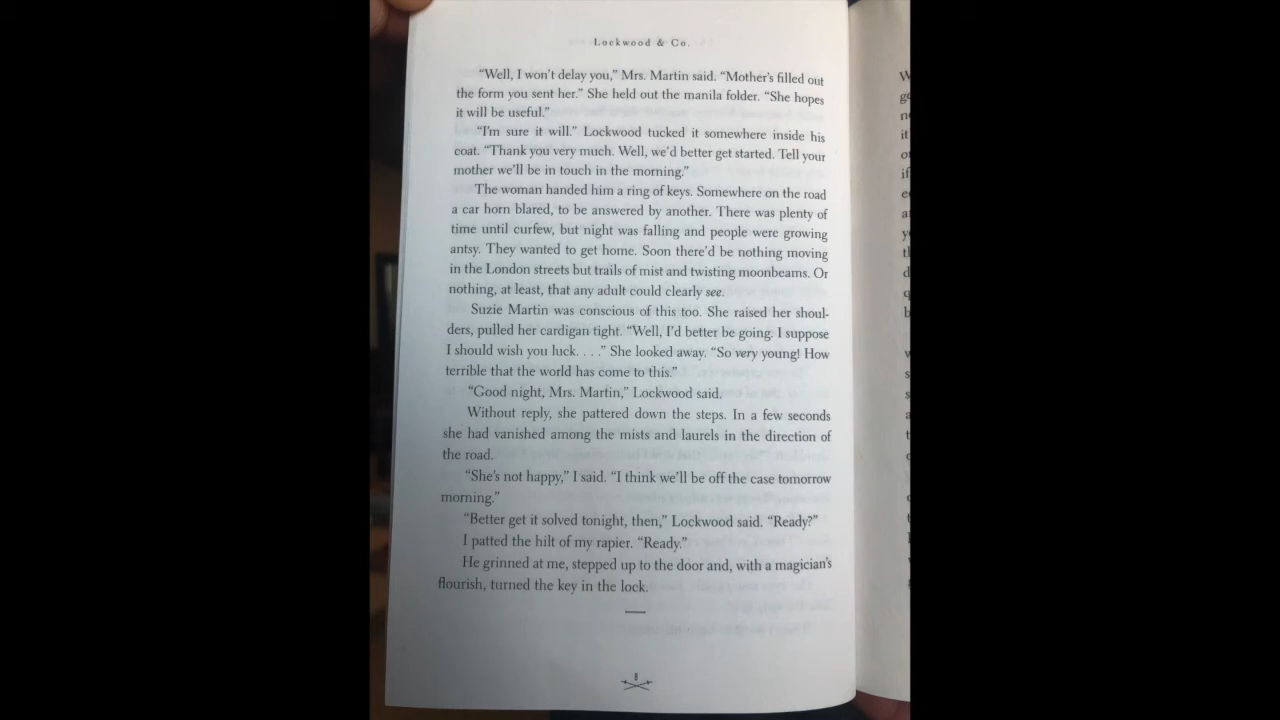 Lockwood & Co.
“Well, I won’t delay you,” Mrs. Martin said. “Mother’s filled out
the form you sent her.” She held out the manila folder. “She hopes
it will be useful.”
“I’m sure it will.” Lockwood tucked it somewhere inside his
coat. “Thank you very much. Well, we’d better get started. Tell your
mother we’ll be in touch in the morning.”
The woman handed him a ring of keys. Somewhere on the road
a car horn blared, to be answered by another. There was plenty of
time until curfew, but night was falling and people were growing
antsy. They wanted to get home. Soon there’d be nothing moving
in the London streets but trails of mist and twisting moonbeams. Or
nothing, at least, that any adult could clearly see.
Suzie Martin was conscious of this too. She raised her shoul-
ders, pulled her cardigan tight. “Well, I’d better be going. I suppose
I should wish you luck. . . .” She looked away. “So very young! How
terrible that the world has come to this.”
“Good night, Mrs. Martin,” Lockwood said.
Without reply, she pattered down the steps. In a few seconds
she had vanished among the mists and laurels in the direction of
the road.
“She’s not happy,” I said. “I think we’ll be off the case tomorrow
morning.”
“Better get it solved tonight, then,” Lockwood said. “Ready?”
I patted the hilt of my rapier. “Ready.”
He grinned at me, stepped up to the door and, with a magician’s
flourish, turned the key in the lock.
8